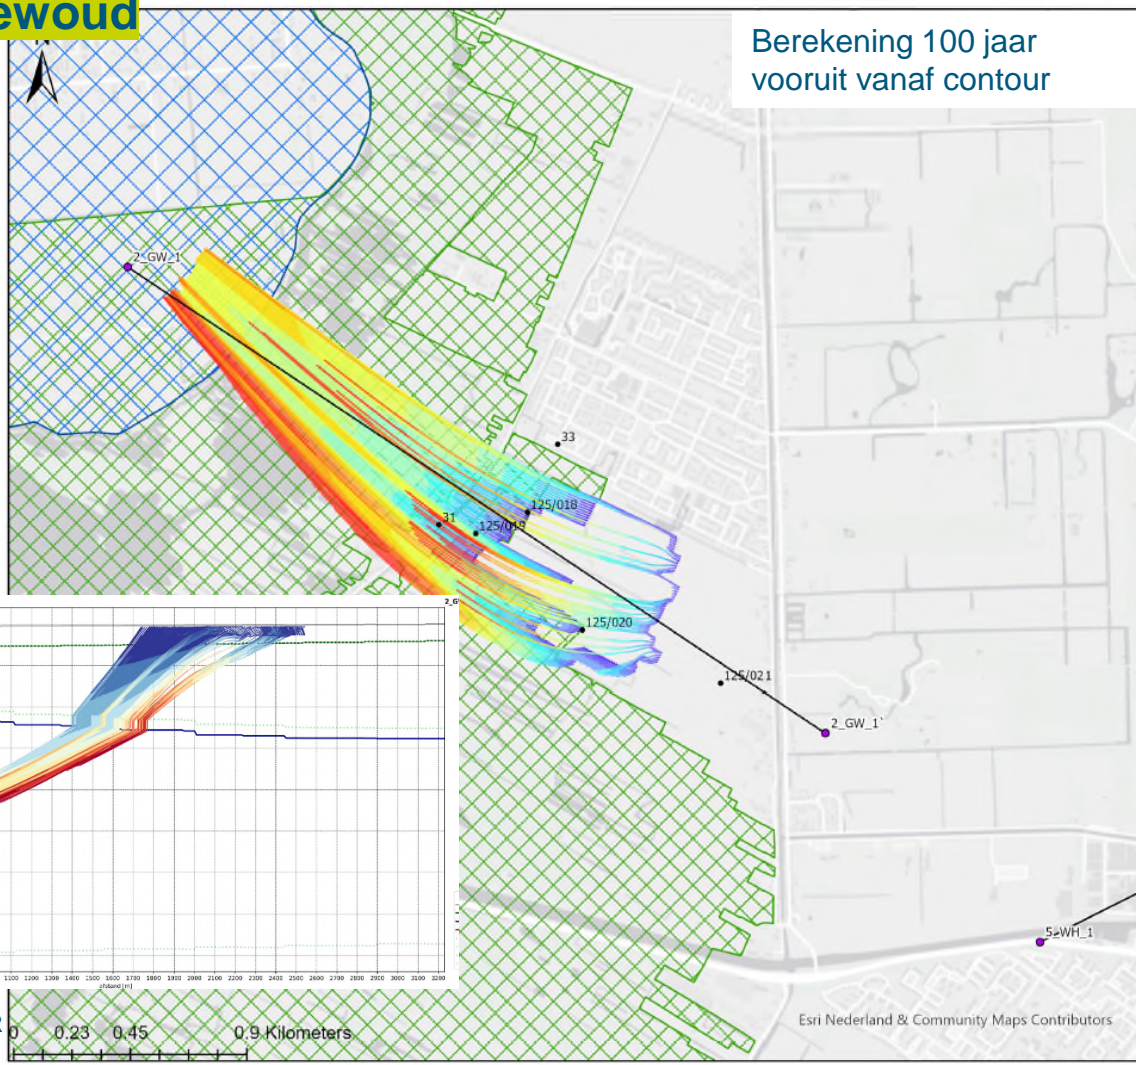 ewoud
Berekening 100 jaar
vooruit vanaf contour
N
2_GW_1
33
125/018
31
125/019
125/020
125/021
2_GW_1`
5_WH_1
1100 1200 1300 1400 1500 1600 1700 1800 1900 2000 2100 2200 2300 2400 2500 2600 2700 2800 2900 3000 3100 3200
afstand [m]
0 0.23 0.45 0.9 Kilometers
Esri Nederland & Community Maps Contributors